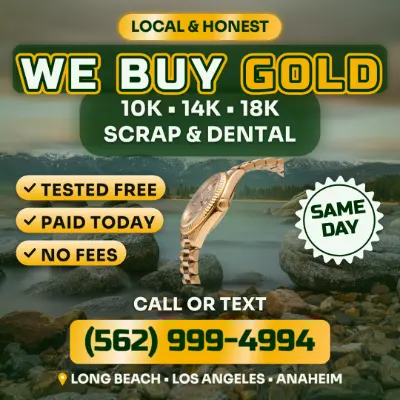 LOCAL & HONEST
WE BUY GOLD
10K ▪ 14K ▪ 18K
SCRAP & DENTAL
✓ TESTED FREE
✓ PAID TODAY
✓ NO FEES
SAME
DAY
CALL OR TEXT
(562) 999-4994
LONG BEACH ▪ LOS ANGELES ▪ ANAHEIM